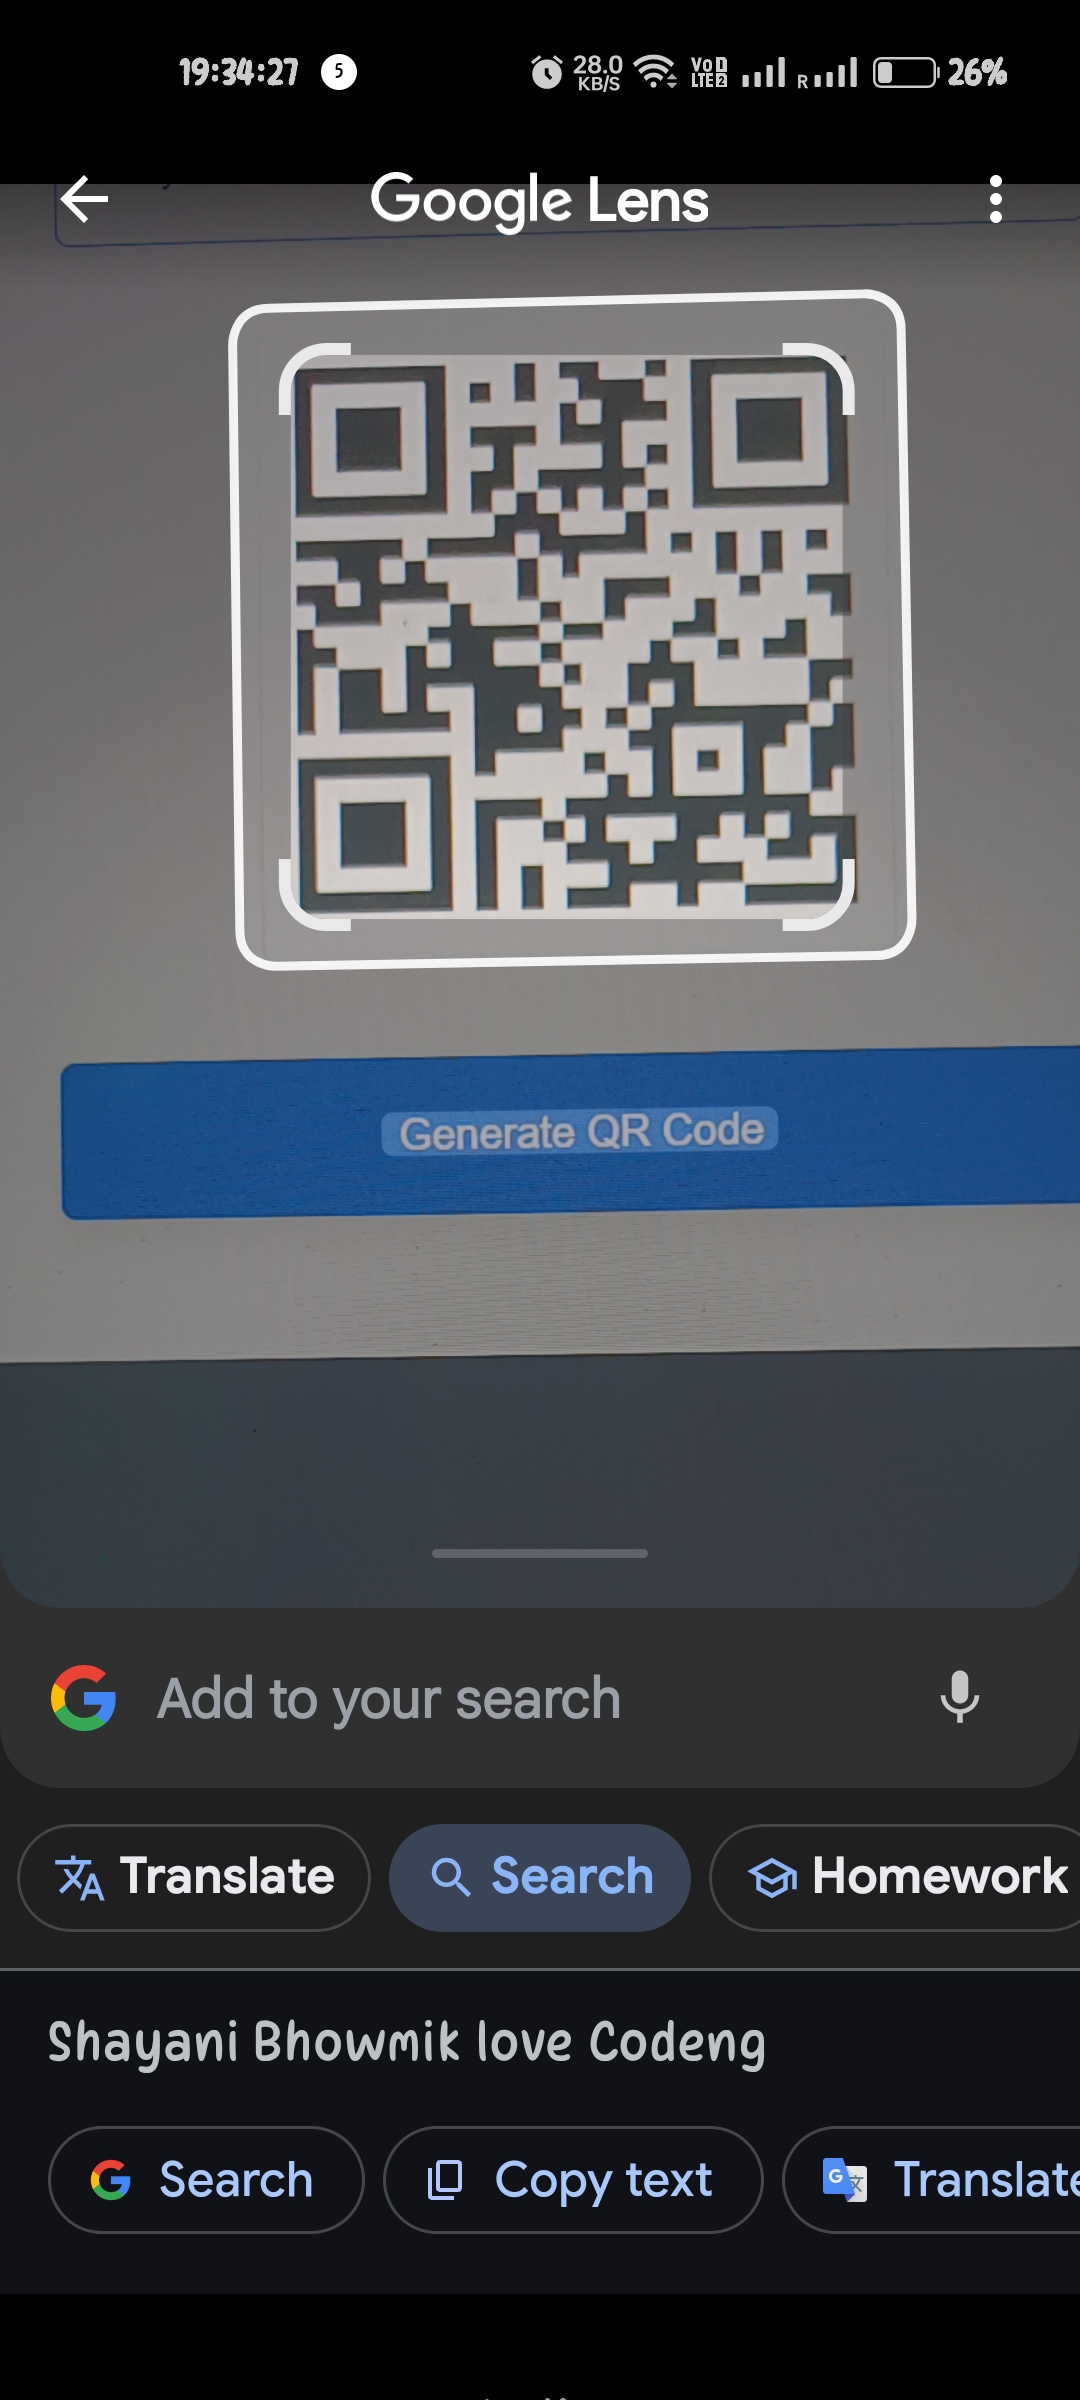 19:34:27 5 28.0 KB/S VoD LTE2 R 26%
Google Lens
Generate QR Code
Add to your search
Translate Search Homework
Shayani Bhowmik love Codeng
Search Copy text Translate